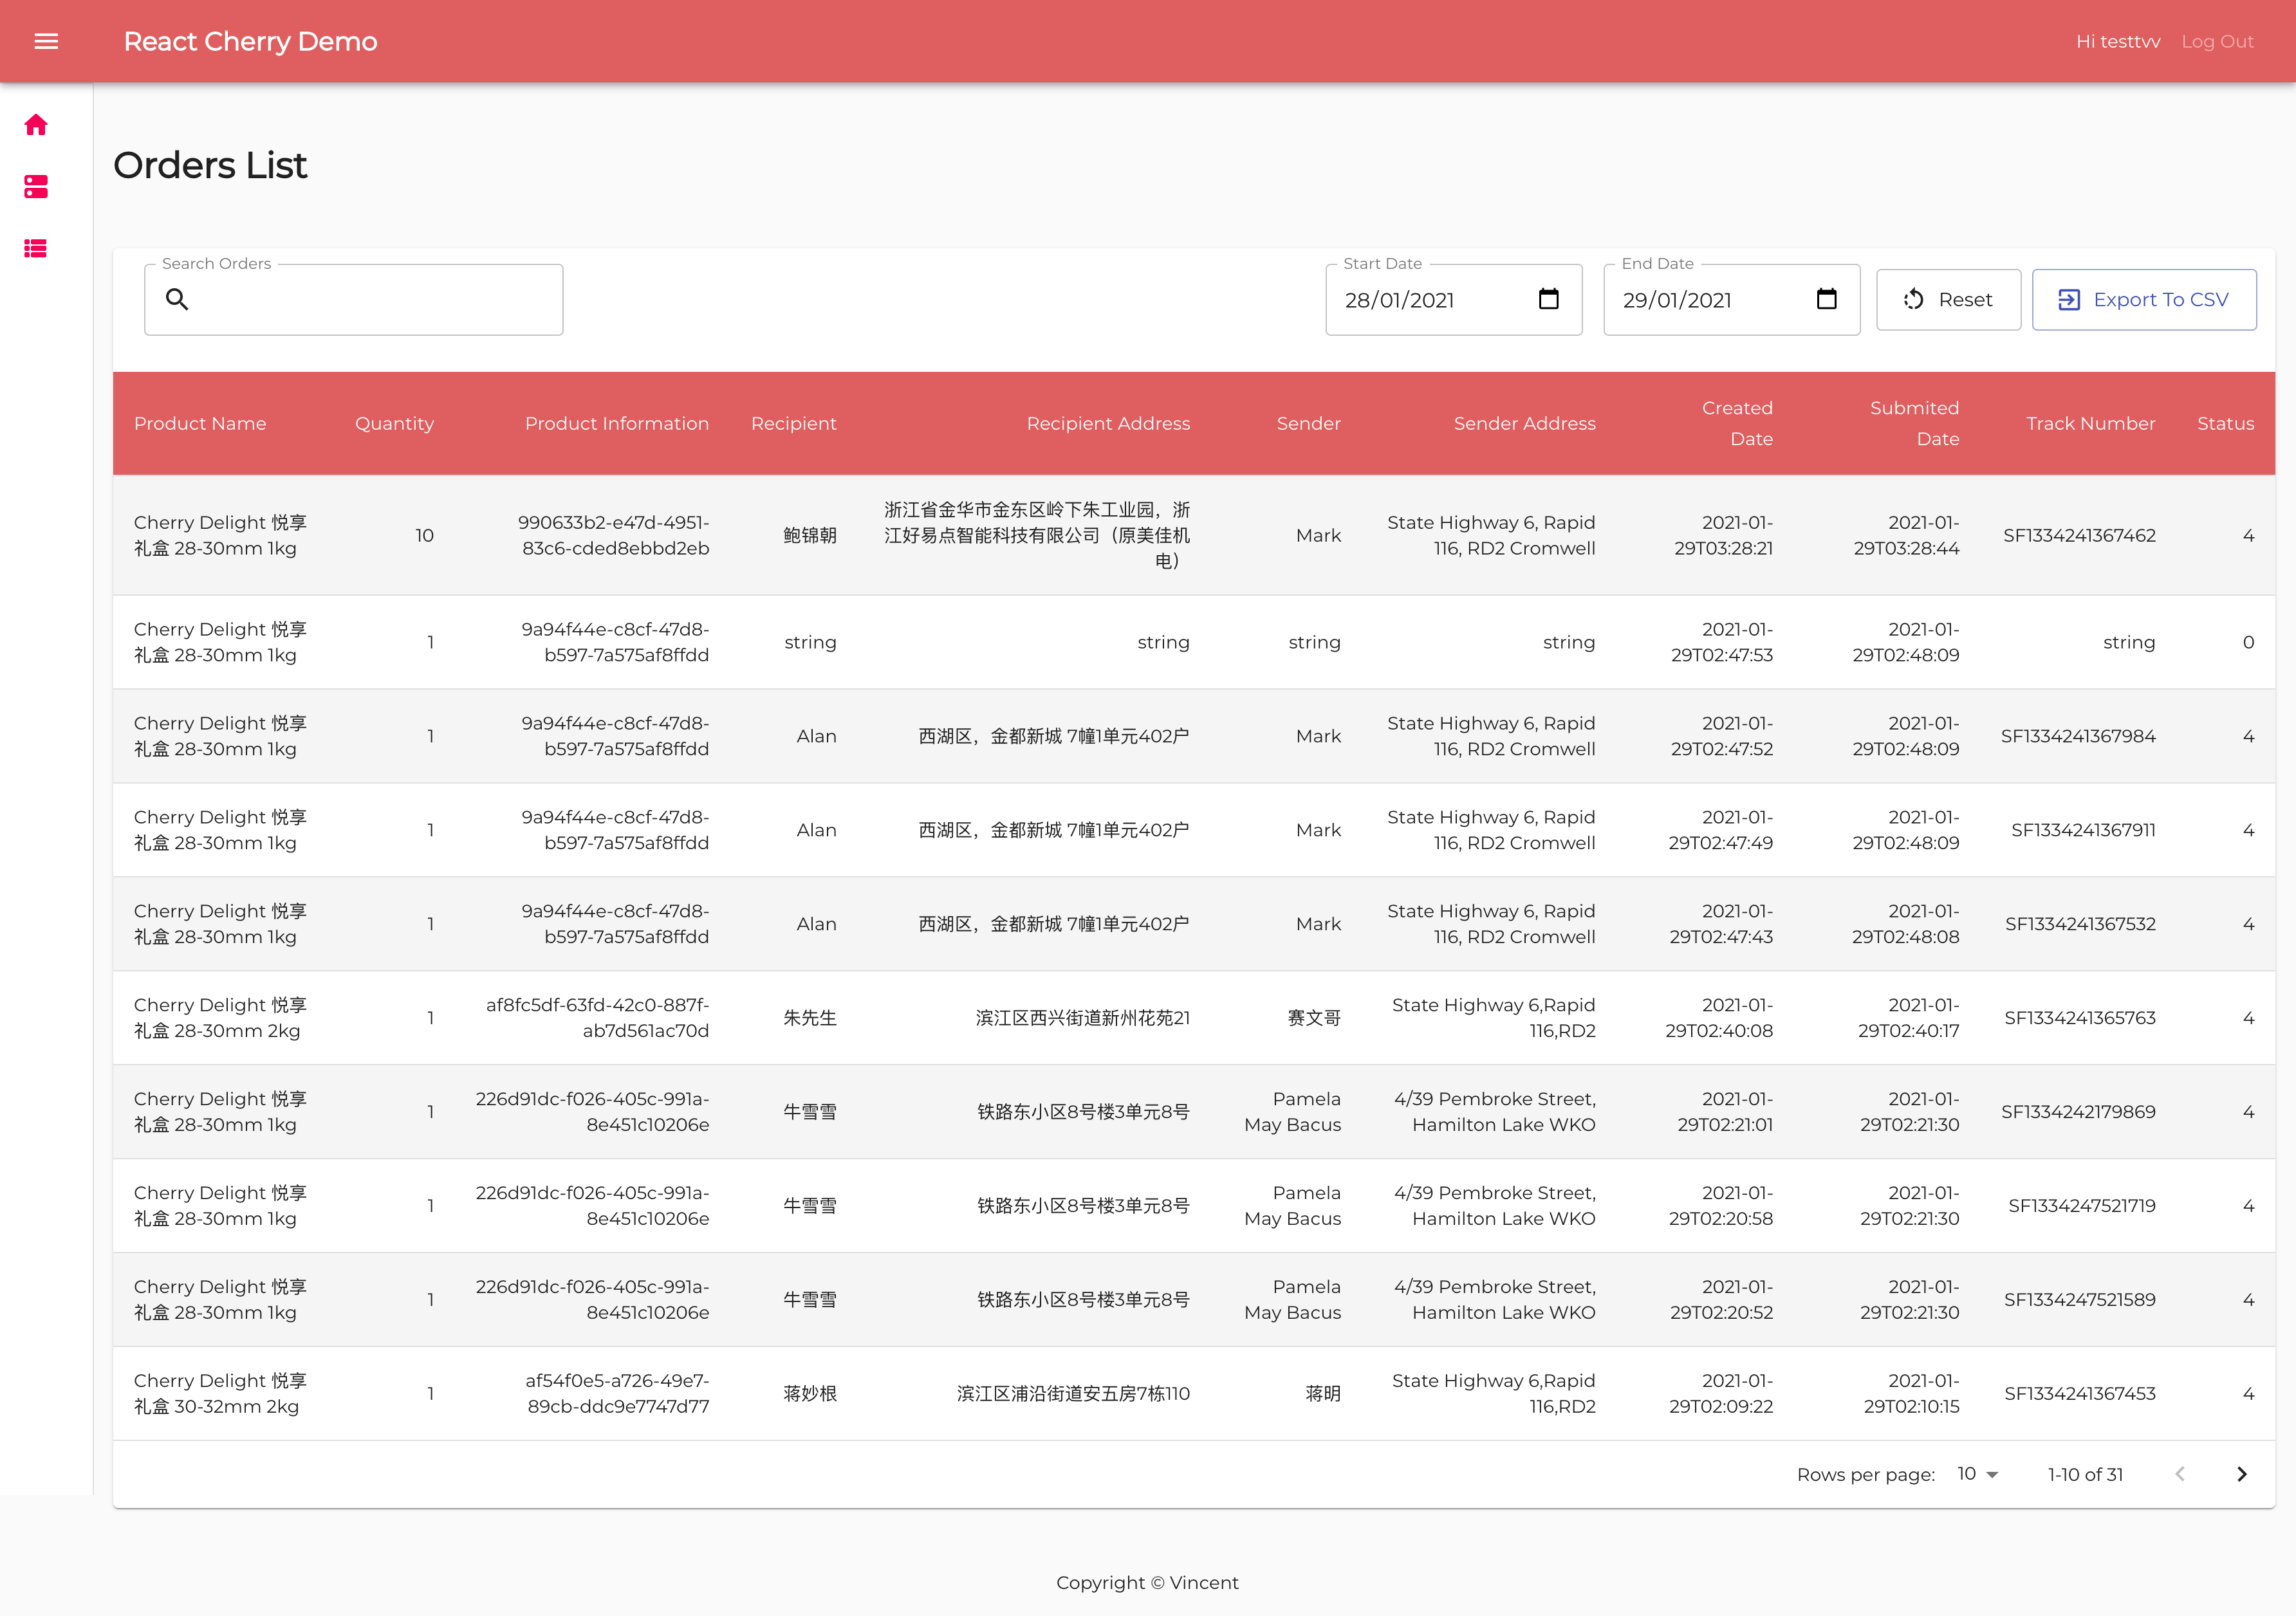 React Cherry Demo
Hi testtvv Log Out
Orders List
Search Orders
Start Date
28/01/2021
End Date
29/01/2021
Reset
Export To CSV
Product Name Quantity Product Information Recipient Recipient Address Sender Sender Address Created Date Submited Date Track Number Status
Cherry Delight 悦享
礼盒 28-30mm 1kg
10
990633b2-e47d-4951-
83c6-cded8ebbd2eb
鲍锦朝
浙江省金华市金东区岭下朱工业园，浙
江好易点智能科技有限公司（原美佳机
电）
Mark
State Highway 6, Rapid
116, RD2 Cromwell
2021-01-
29T03:28:21
2021-01-
29T03:28:44
SF1334241367462
4
Cherry Delight 悦享
礼盒 28-30mm 1kg
1
9a94f44e-c8cf-47d8-
b597-7a575af8ffdd
string
string
string
string
2021-01-
29T02:47:53
2021-01-
29T02:48:09
string
0
Cherry Delight 悦享
礼盒 28-30mm 1kg
1
9a94f44e-c8cf-47d8-
b597-7a575af8ffdd
Alan
西湖区，金都新城 7幢1单元402户
Mark
State Highway 6, Rapid
116, RD2 Cromwell
2021-01-
29T02:47:52
2021-01-
29T02:48:09
SF1334241367984
4
Cherry Delight 悦享
礼盒 28-30mm 1kg
1
9a94f44e-c8cf-47d8-
b597-7a575af8ffdd
Alan
西湖区，金都新城 7幢1单元402户
Mark
State Highway 6, Rapid
116, RD2 Cromwell
2021-01-
29T02:47:49
2021-01-
29T02:48:09
SF1334241367911
4
Cherry Delight 悦享
礼盒 28-30mm 1kg
1
9a94f44e-c8cf-47d8-
b597-7a575af8ffdd
Alan
西湖区，金都新城 7幢1单元402户
Mark
State Highway 6, Rapid
116, RD2 Cromwell
2021-01-
29T02:47:43
2021-01-
29T02:48:08
SF1334241367532
4
Cherry Delight 悦享
礼盒 28-30mm 2kg
1
af8fc5df-63fd-42c0-887f-
ab7d561ac70d
朱先生
滨江区西兴街道新州花苑21
赛文哥
State Highway 6,Rapid
116,RD2
2021-01-
29T02:40:08
2021-01-
29T02:40:17
SF1334241365763
4
Cherry Delight 悦享
礼盒 28-30mm 1kg
1
226d91dc-f026-405c-991a-
8e451c10206e
牛雪雪
铁路东小区8号楼3单元8号
Pamela
May Bacus
4/39 Pembroke Street,
Hamilton Lake WKO
2021-01-
29T02:21:01
2021-01-
29T02:21:30
SF1334242179869
4
Cherry Delight 悦享
礼盒 28-30mm 1kg
1
226d91dc-f026-405c-991a-
8e451c10206e
牛雪雪
铁路东小区8号楼3单元8号
Pamela
May Bacus
4/39 Pembroke Street,
Hamilton Lake WKO
2021-01-
29T02:20:58
2021-01-
29T02:21:30
SF1334247521719
4
Cherry Delight 悦享
礼盒 28-30mm 1kg
1
226d91dc-f026-405c-991a-
8e451c10206e
牛雪雪
铁路东小区8号楼3单元8号
Pamela
May Bacus
4/39 Pembroke Street,
Hamilton Lake WKO
2021-01-
29T02:20:52
2021-01-
29T02:21:30
SF1334247521589
4
Cherry Delight 悦享
礼盒 30-32mm 2kg
1
af54f0e5-a726-49e7-
89cb-ddc9e7747d77
蒋妙根
滨江区浦沿街道安五房7栋110
蒋明
State Highway 6,Rapid
116,RD2
2021-01-
29T02:09:22
2021-01-
29T02:10:15
SF1334241367453
4
Rows per page: 10 1-10 of 31
Copyright © Vincent